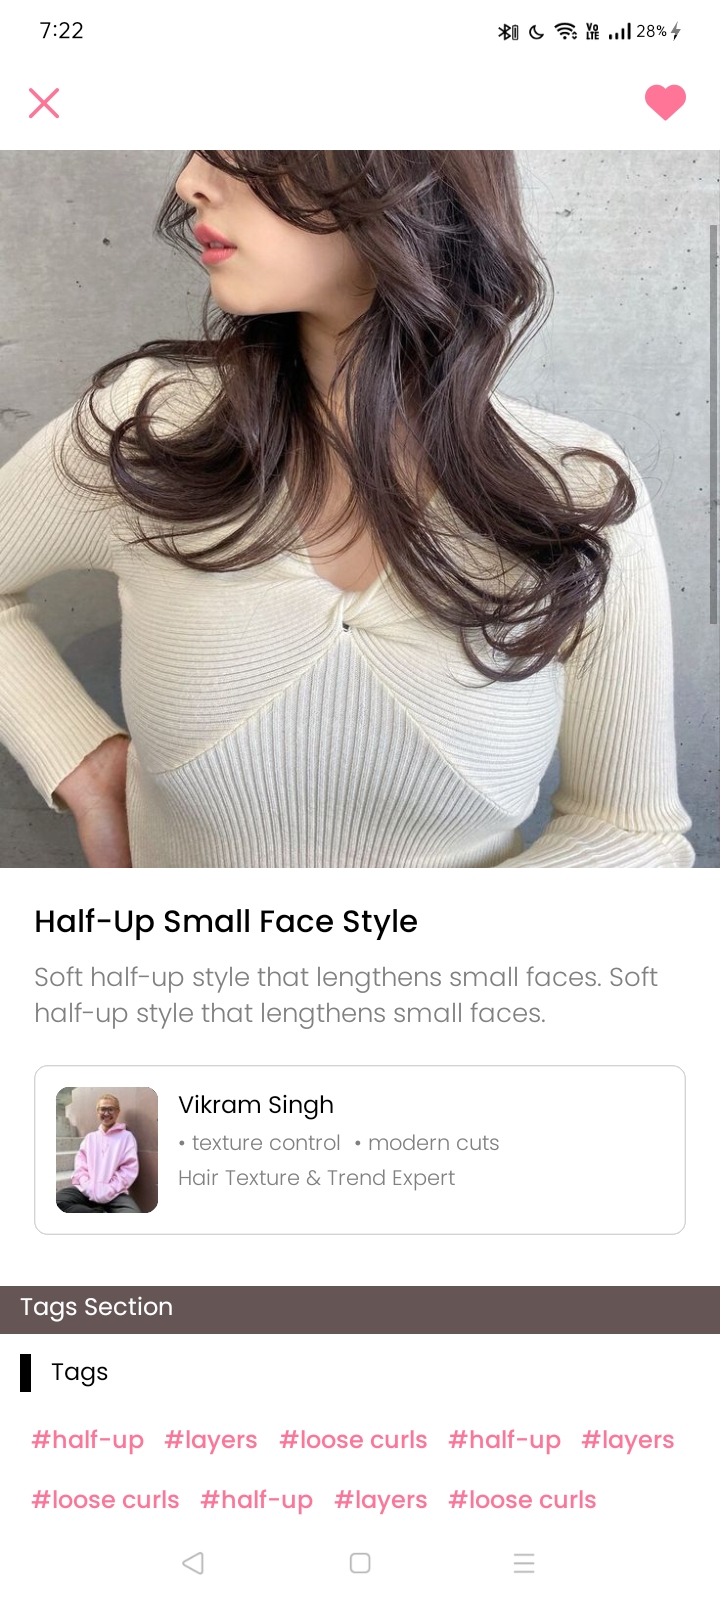 7:22
VO LTE 28%
Half-Up Small Face Style
Soft half-up style that lengthens small faces. Soft
half-up style that lengthens small faces.
Vikram Singh
• texture control • modern cuts
Hair Texture & Trend Expert
Tags Section
Tags
#half-up #layers #loose curls #half-up #layers
#loose curls #half-up #layers #loose curls